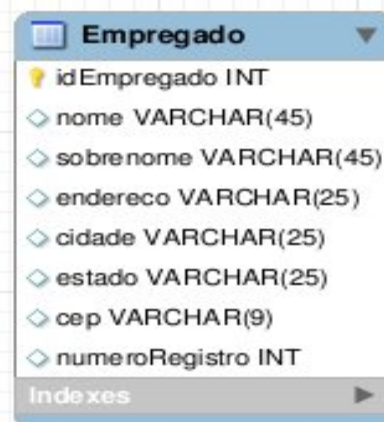 Empregado
idEmpregado INT
nome VARCHAR(45)
sobrenome VARCHAR(45)
endereco VARCHAR(25)
cidade VARCHAR(25)
estado VARCHAR(25)
cep VARCHAR(9)
numeroRegistro INT
Indexes